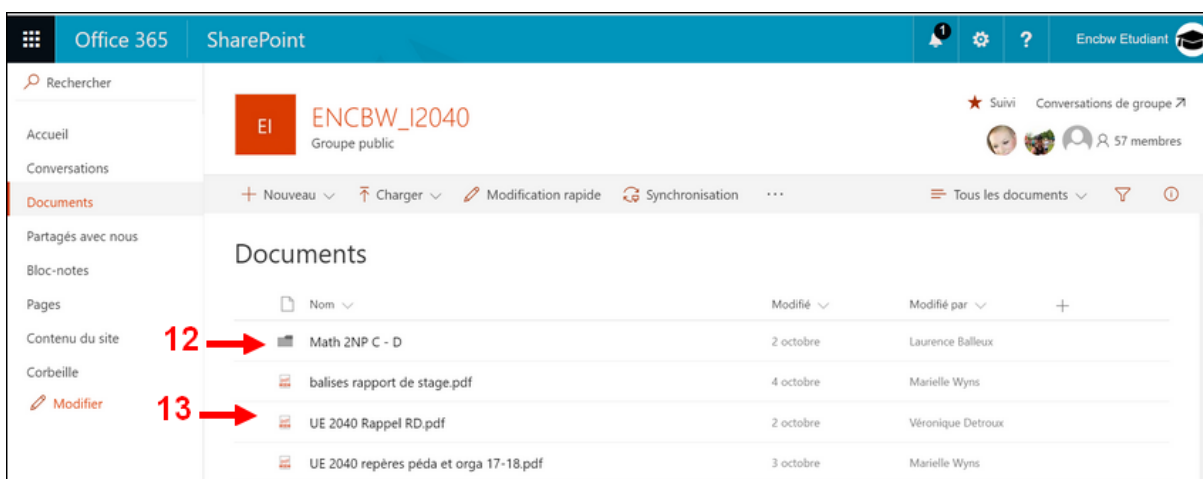 Office 365 SharePoint 1 ? Encbw Etudiant
Rechercher
Accueil
Conversations
Documents
Partagés avec nous
Bloc-notes
Pages
Contenu du site
Corbeille
Modifier
EI
ENCBW_I2040
Groupe public
Suivi Conversations de groupe
57 membres
Nouveau Charger Modification rapide Synchronisation ... Tous les documents
Documents
Nom Modifié Modifié par
12 Math 2NP C - D 2 octobre Laurence Balleux
balises rapport de stage.pdf 4 octobre Marielle Wyns
13 UE 2040 Rappel RD.pdf 2 octobre Véronique Detroux
UE 2040 repères péda et orga 17-18.pdf 3 octobre Marielle Wyns